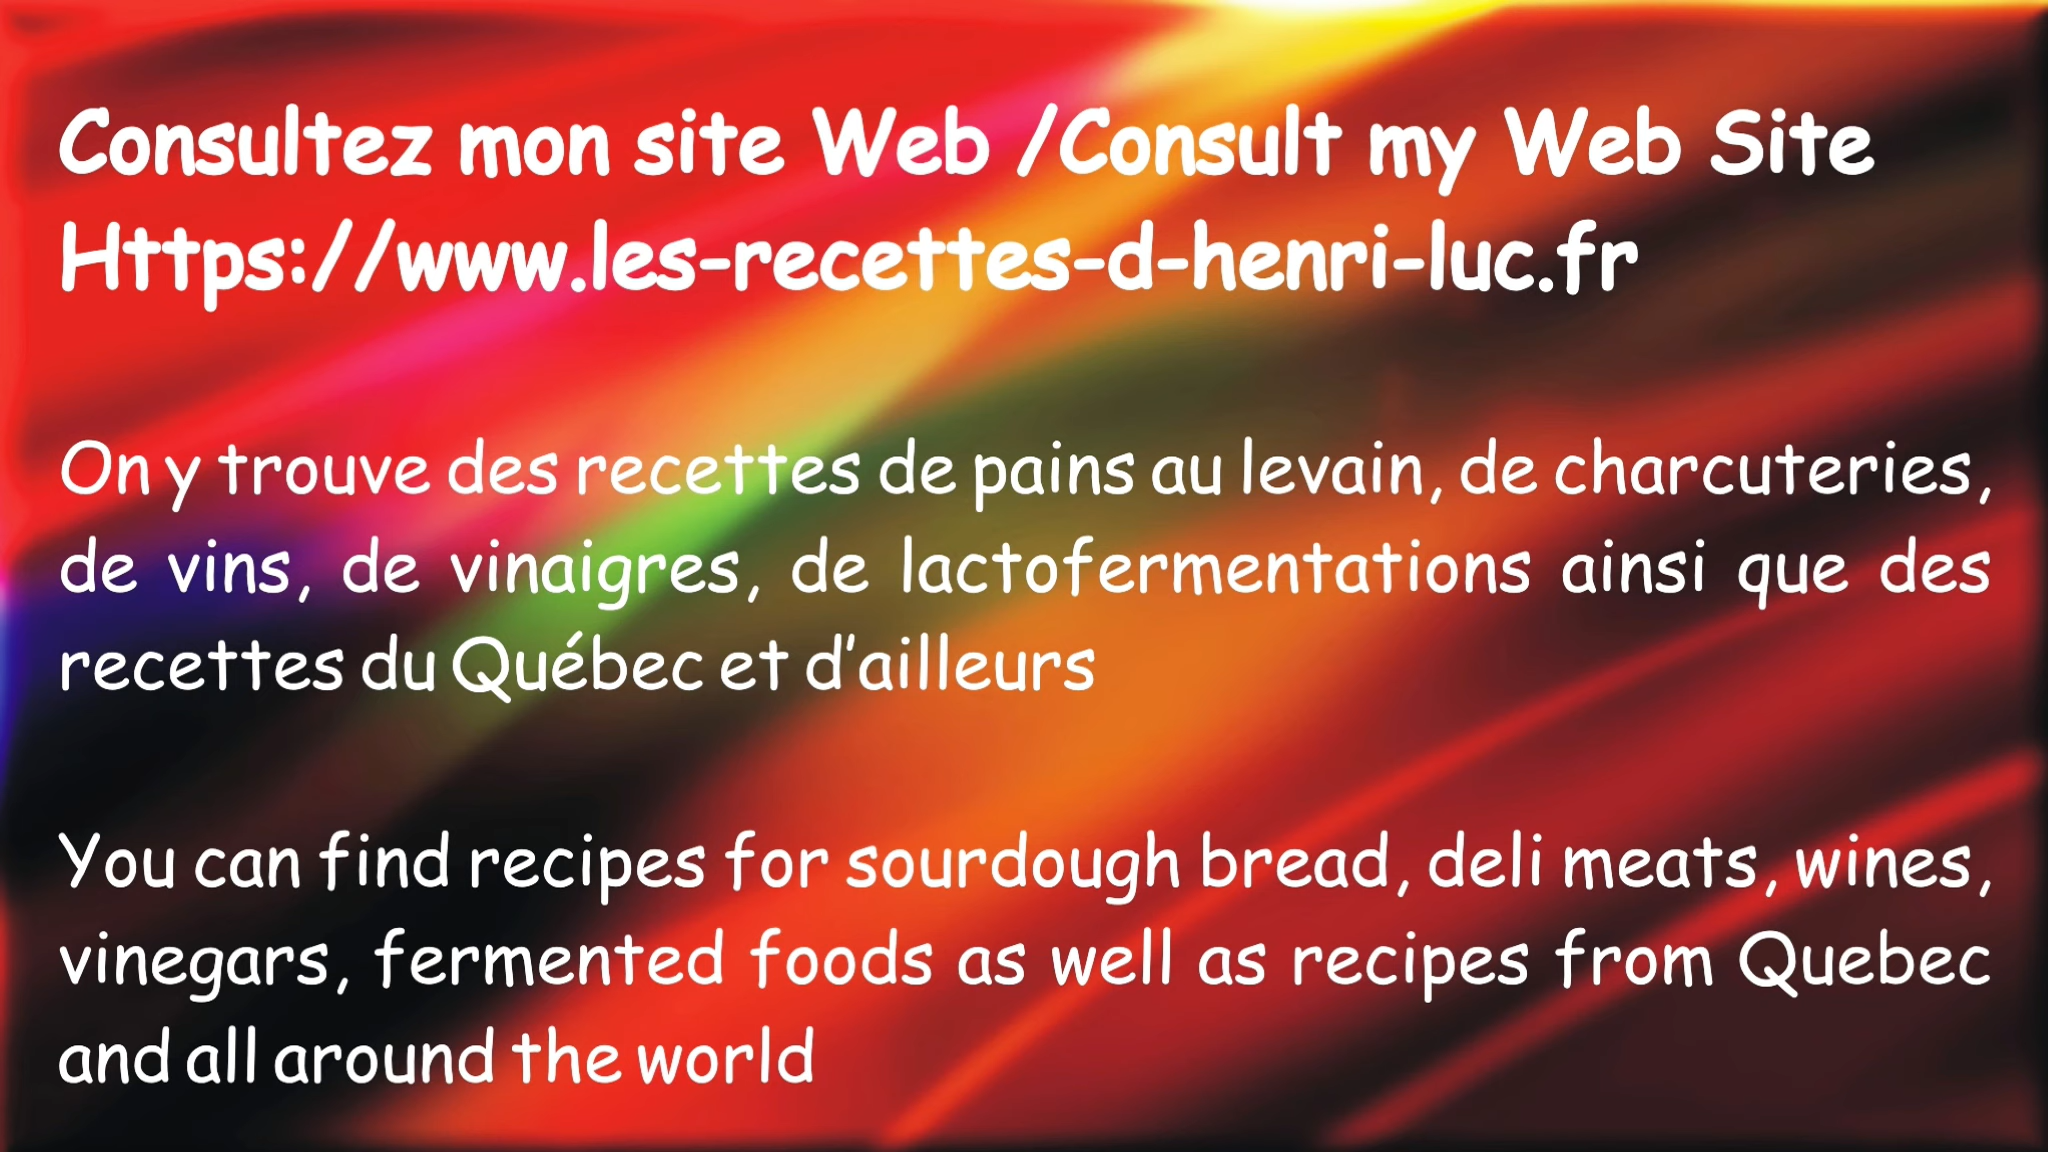 Consultez mon site Web /Consult my Web Site
Https://www.les-recettes-d-henri-luc.fr
On y trouve des recettes de pains au levain, de charcuteries,
de vins, de vinaigres, de lactofermentations ainsi que des
recettes du Québec et d’ailleurs
You can find recipes for sourdough bread, deli meats, wines,
vinegars, fermented foods as well as recipes from Quebec
and all around the world